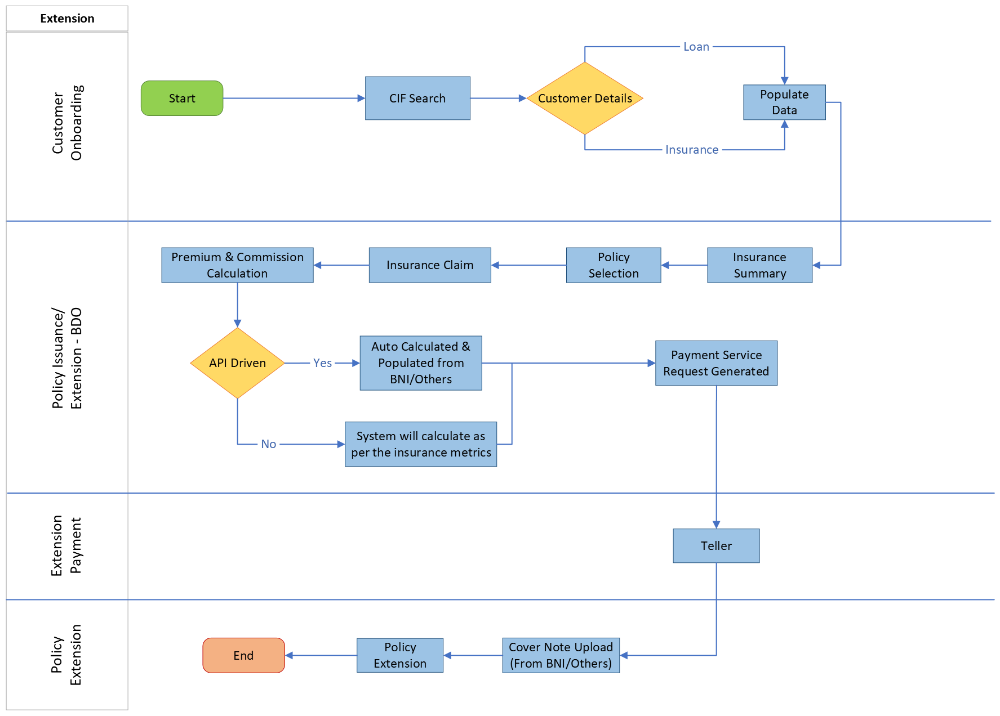 Extension
Customer
Onboarding
Start
CIF Search
Customer Details
Loan
Insurance
Populate
Data
Policy Issuance/
Extension - BDO
Premium & Commission
Calculation
Insurance Claim
Policy
Selection
Insurance
Summary
API Driven
Yes
Auto Calculated &
Populated from
BNI/Others
Payment Service
Request Generated
No
System will calculate as
per the insurance metrics
Extension
Payment
Teller
Policy
Extension
End
Policy
Extension
Cover Note Upload
(From BNI/Others)